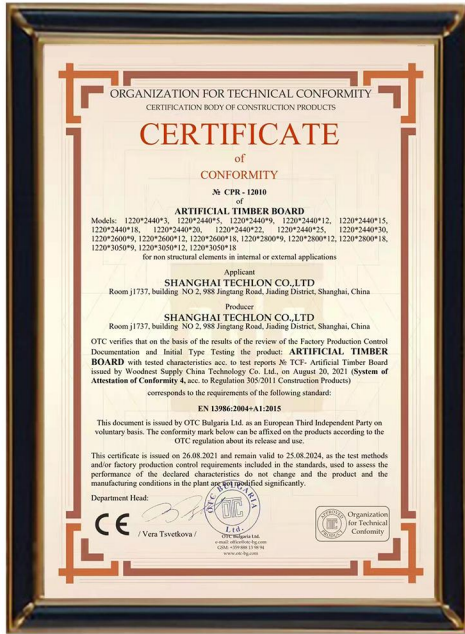 ORGANIZATION FOR TECHNICAL CONFORMITY
CERTIFICATION BODY OF CONSTRUCTION PRODUCTS
CERTIFICATE
of
CONFORMITY
№ CPR - 12010
of
ARTIFICIAL TIMBER BOARD
Models: 1220*2440*3, 1220*2440*5, 1220*2440*9, 1220*2440*12, 1220*2440*15,
1220*2440*18, 1220*2440*20, 1220*2440*22, 1220*2440*25, 1220*2440*30,
1220*2600*9, 1220*2600*12, 1220*2600*18, 1220*2800*9, 1220*2800*12, 1220*2800*18,
1220*3050*9, 1220*3050*12, 1220*3050*18
for non structural elements in internal or external applications
Applicant
SHANGHAI TECHLON CO.,LTD
Room j1737, building NO 2, 988 Jingtang Road, Jiading District, Shanghai, China
Producer
SHANGHAI TECHLON CO.,LTD
Room j1737, building NO 2, 988 Jingtang Road, Jiading District, Shanghai, China
OTC verifies that on the basis of the results of the review of the Factory Production Control
Documentation and Initial Type Testing the product: ARTIFICIAL TIMBER
BOARD with tested characteristics acc. to test reports № TCF- Artificial Timber Board
issued by Woodnest Supply China Technology Co. Ltd., on August 20, 2021 (System of
Attestation of Conformity 4, acc. to Regulation 305/2011 Construction Products)
corresponds to the requirements of the following standard:
EN 13986:2004+A1:2015
This document is issued by OTC Bulgaria Ltd. as an European Third Independent Party on
voluntary basis. The conformity mark below can be affixed on the products according to the
OTC regulation about its release and use.
This certificate is issued on 26.08.2021 and remain valid to 25.08.2024, as the test methods
and/or factory production control requirements included in the standards, used to assess the
performance of the declared characteristics do not change and the product and the
manufacturing conditions in the plant are not modified significantly.
Department Head:
CE
/ Vera Tsvetkova /
OTC BULGARIA
OTC
Ltd.
OTC Bulgaria Ltd.
e-mail: office@otc-bg.com
www.otc-bg.com
Organization
for Technical
Conformity